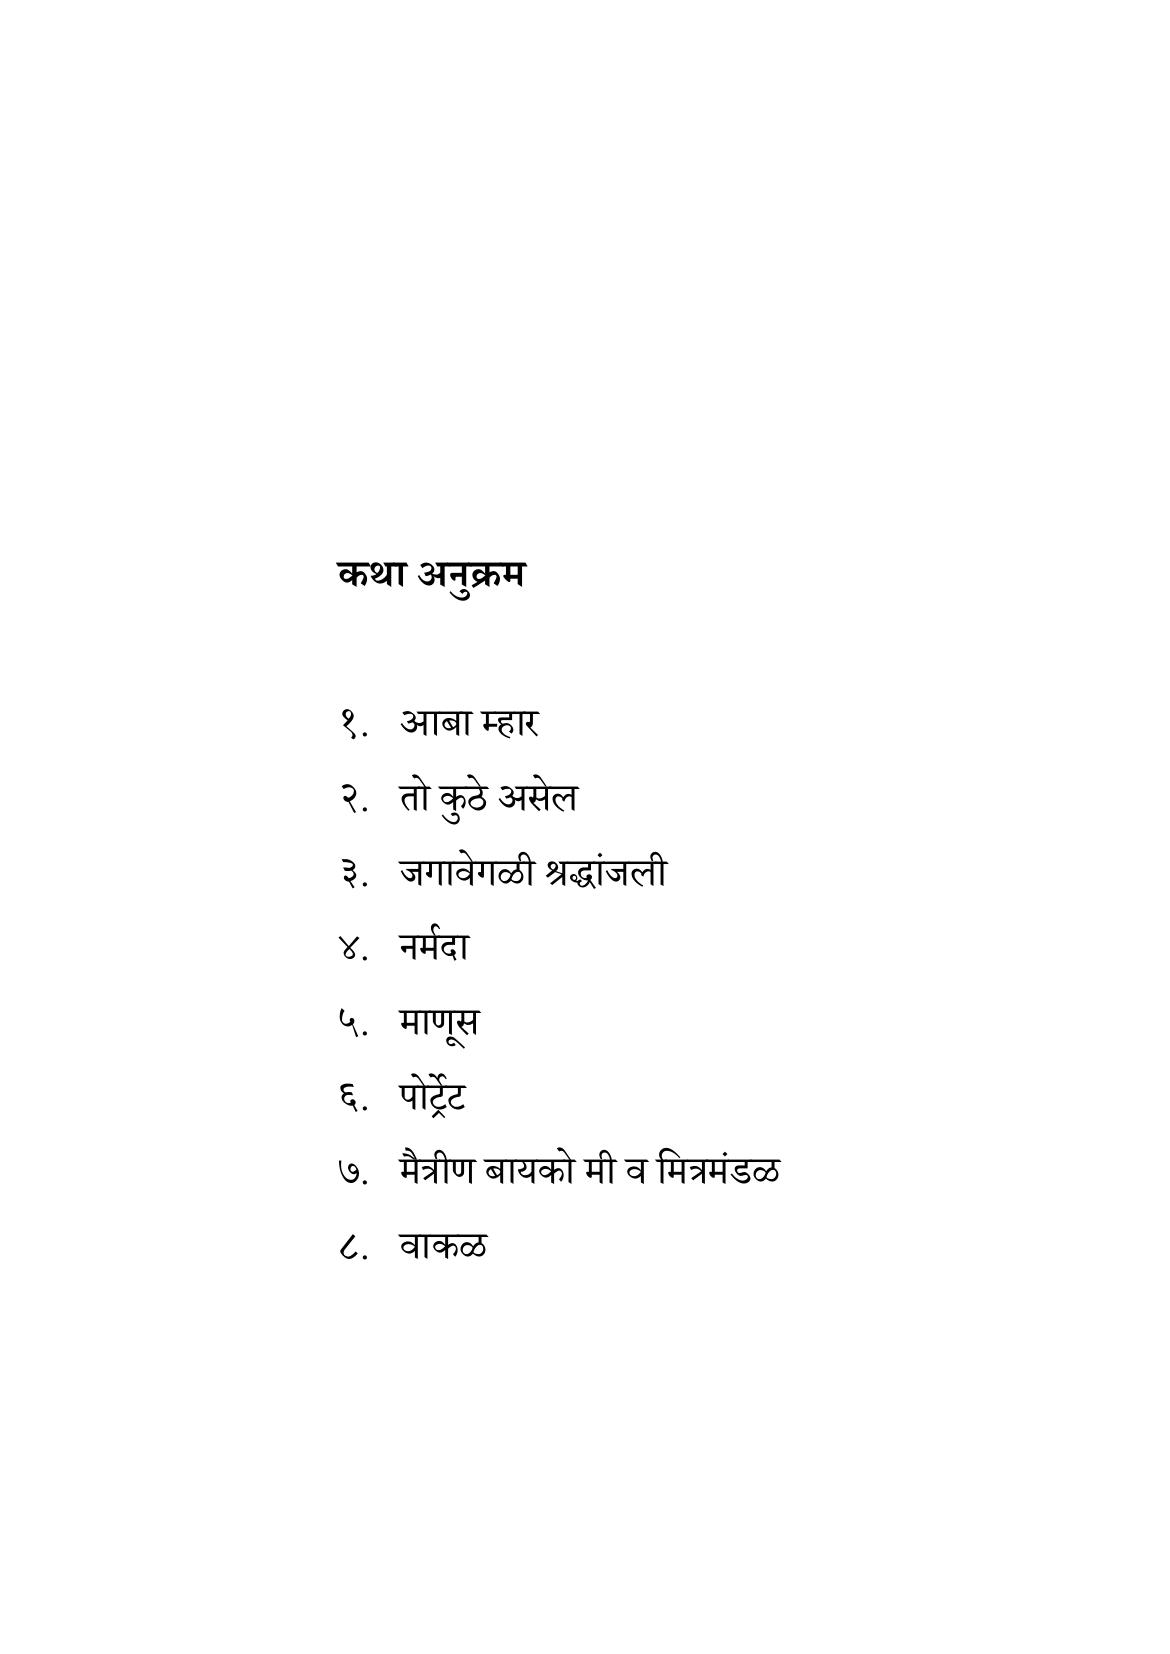 कथा अनुक्रम
१. आबा म्हार
२. तो कुठे असेल
३. जगावेगळी श्रद्धांजली
४. नर्मदा
५. माणूस
६. पोर्ट्रेट
७. मैत्रीण बायको मी व मित्रमंडळ
८. वाकळ